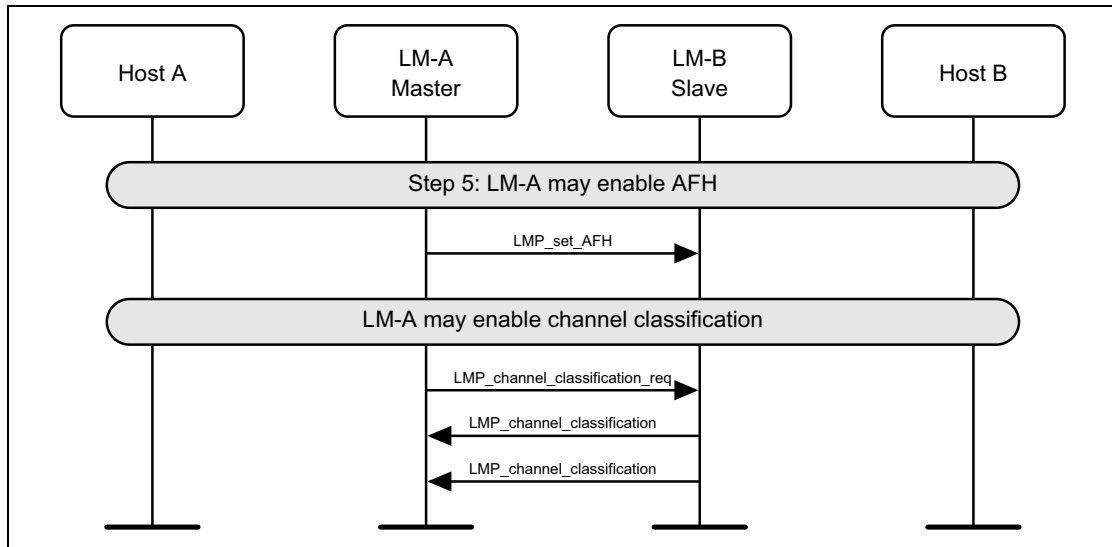 Host A
LM-A
Master
LM-B
Slave
Host B
Step 5: LM-A may enable AFH
LMP_set_AFH
LM-A may enable channel classification
LMP_channel_classification_req
LMP_channel_classification
LMP_channel_classification